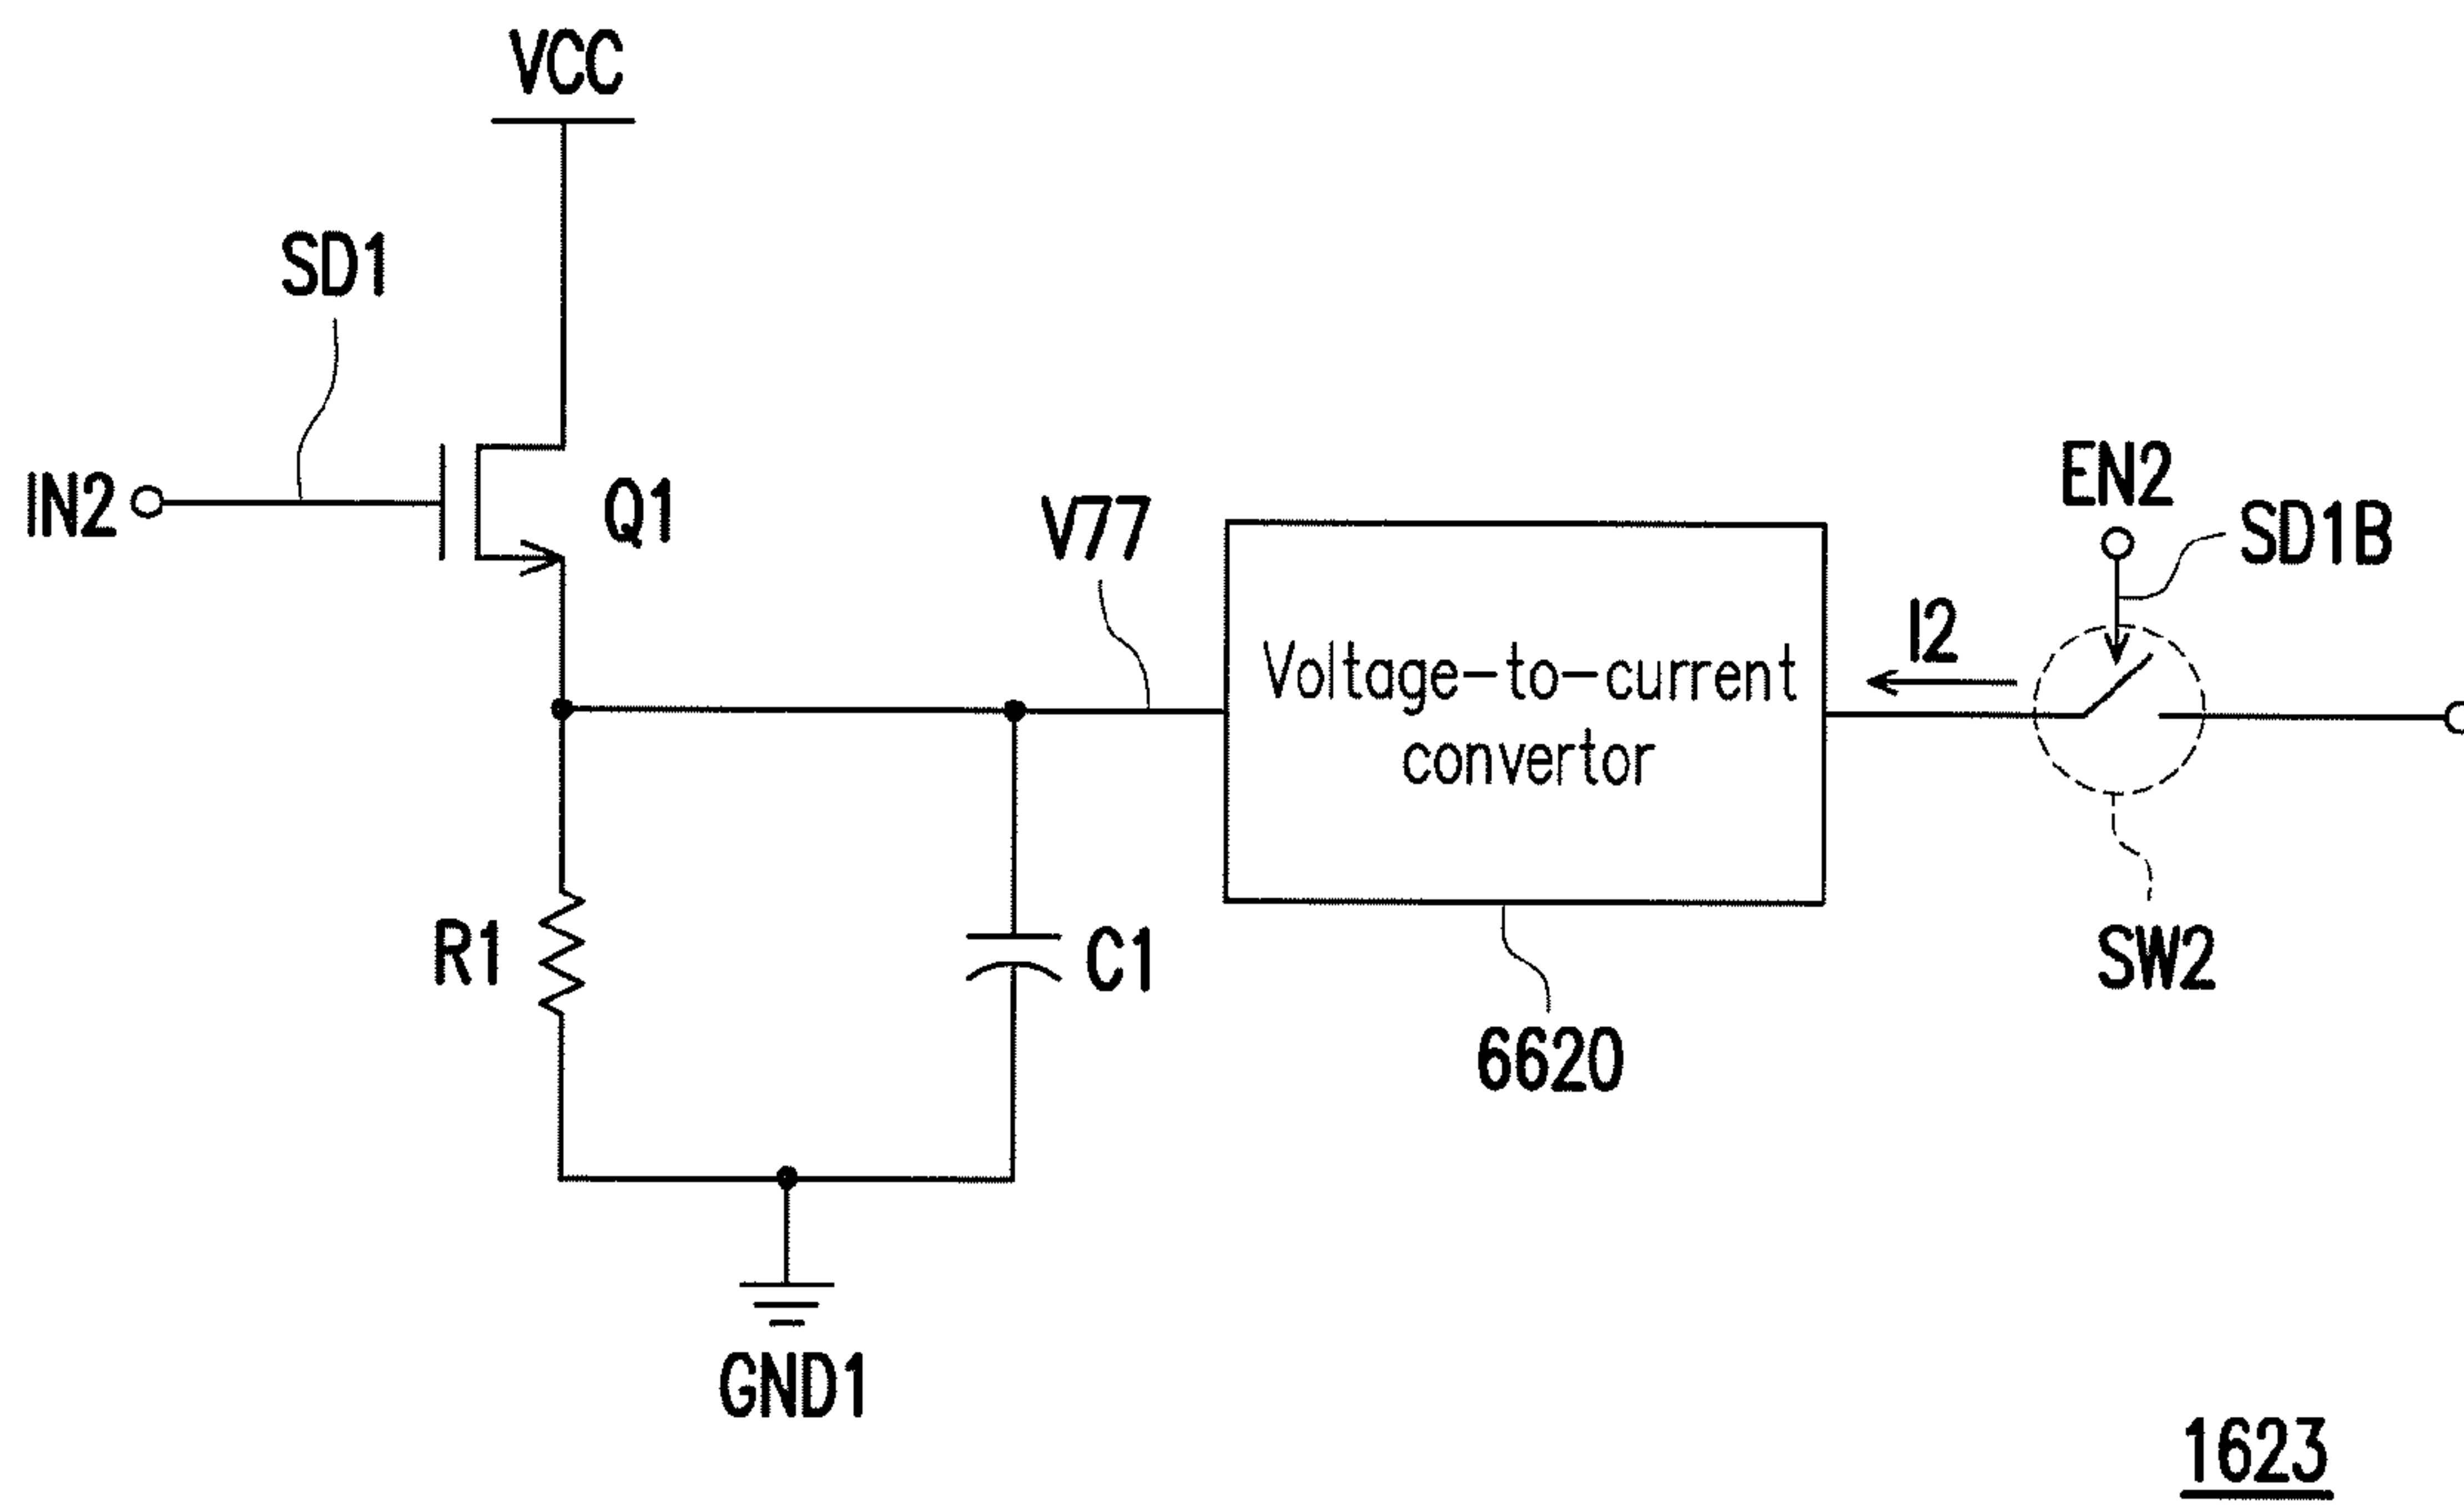 VCC
SD1
IN2
Q1
V77
EN2
SD1B
I2
Voltage-to-current
convertor
R1
C1
SW2
6620
GND1
1623